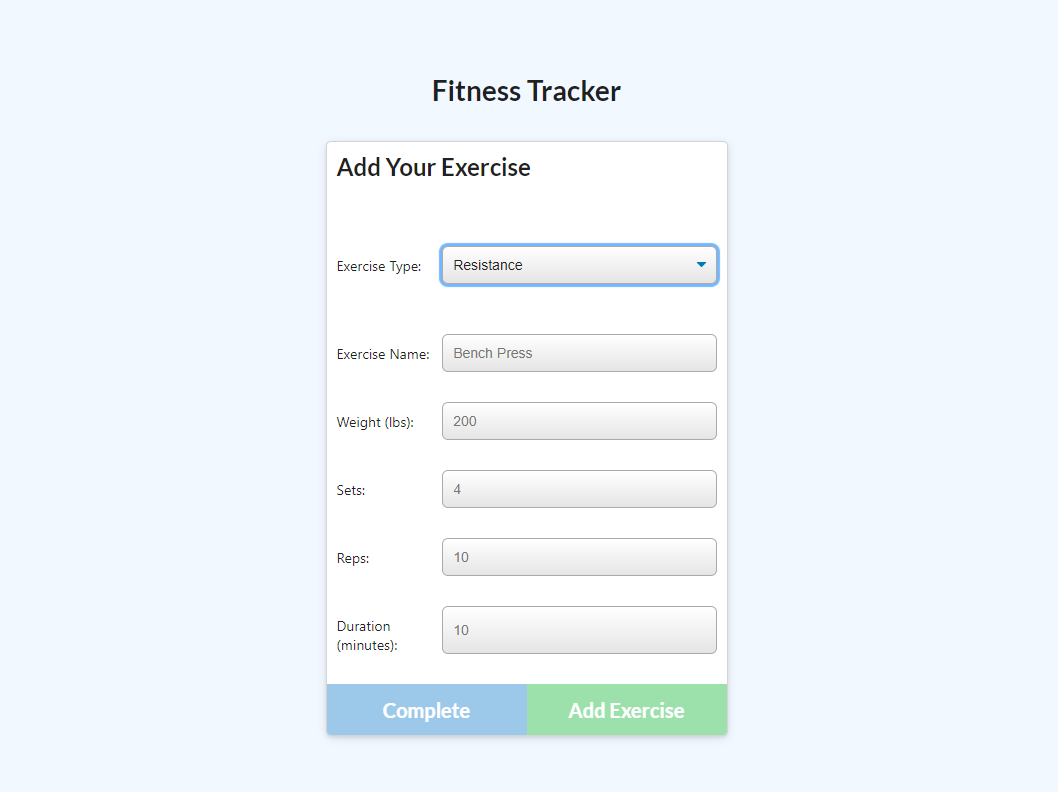 Fitness Tracker
Add Your Exercise
Exercise Type: Resistance
Exercise Name: Bench Press
Weight (lbs): 200
Sets: 4
Reps: 10
Duration
(minutes): 10
Complete Add Exercise